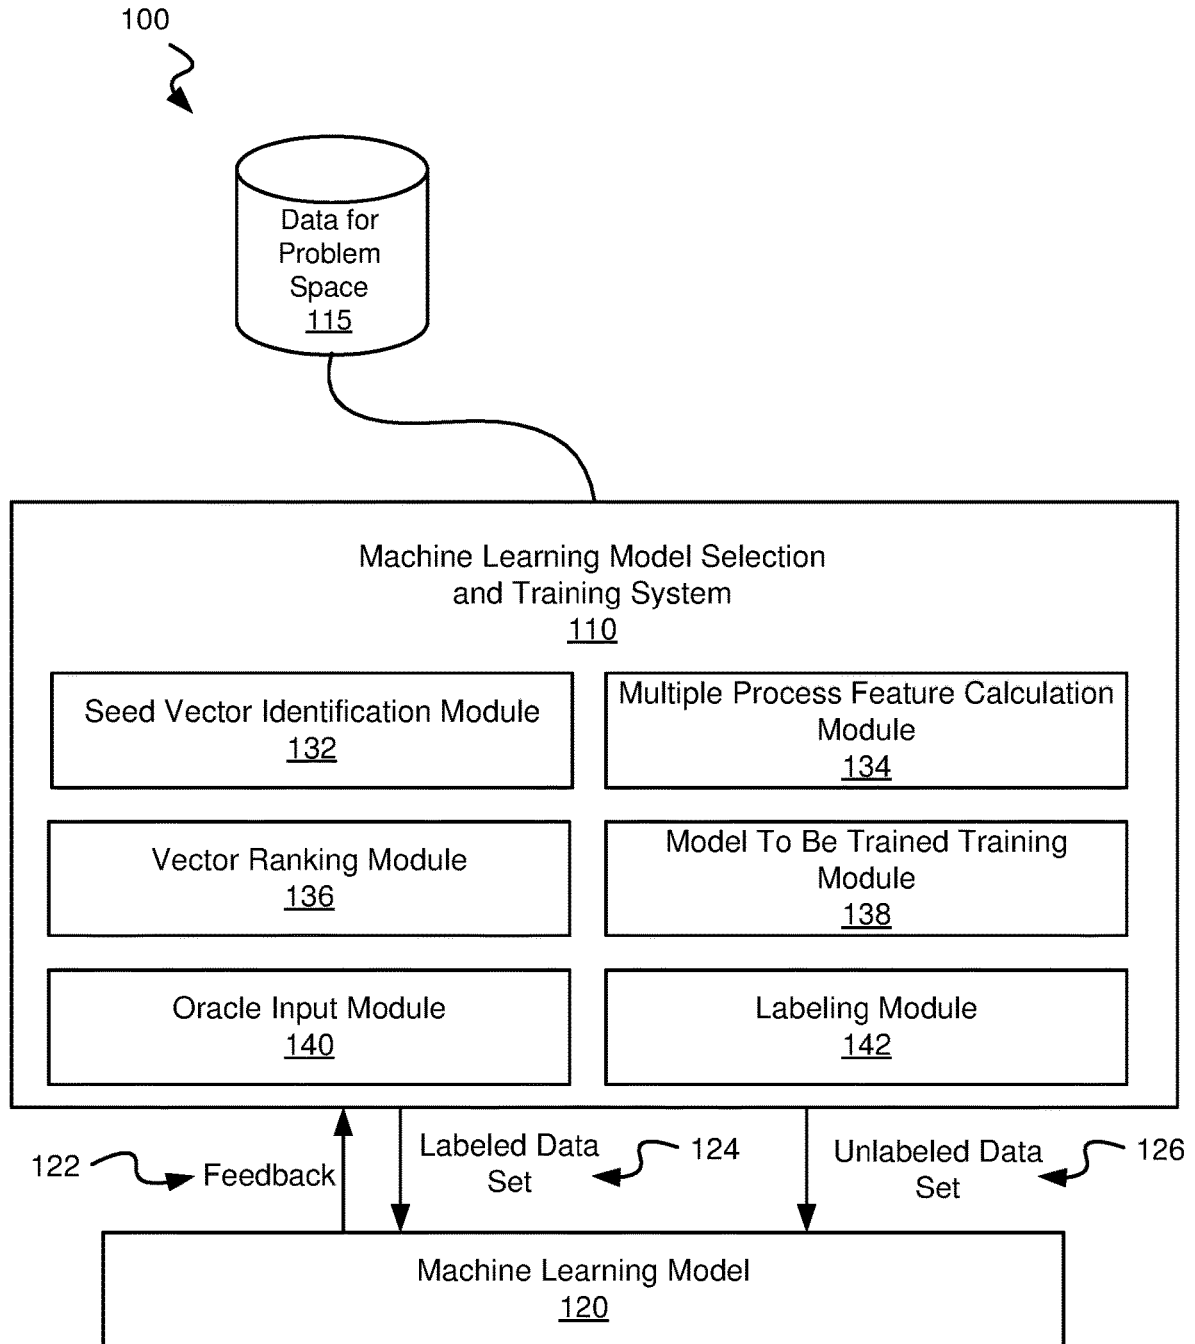 100
Data for
Problem
Space
115
Machine Learning Model Selection
and Training System
110
Seed Vector Identification Module
132
Multiple Process Feature Calculation
Module
134
Vector Ranking Module
136
Model To Be Trained Training
Module
138
Oracle Input Module
140
Labeling Module
142
122
Feedback
Labeled Data
Set
124
Unlabeled Data
Set
126
Machine Learning Model
120